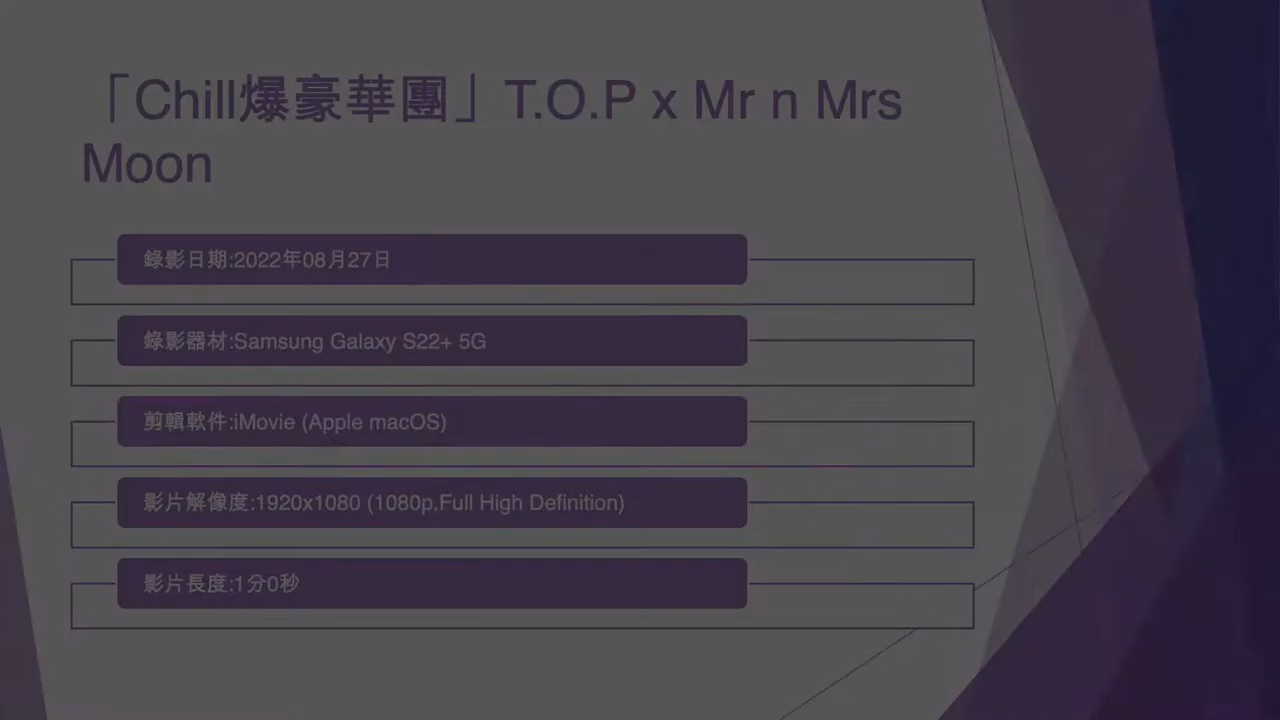 「Chill爆豪華團」T.O.P x Mr n Mrs
Moon
錄影日期:2022年08月27日
錄影器材:Samsung Galaxy S22+ 5G
剪輯軟件:iMovie (Apple macOS)
影片解像度:1920x1080 (1080p,Full High Definition)
影片長度:1分0秒